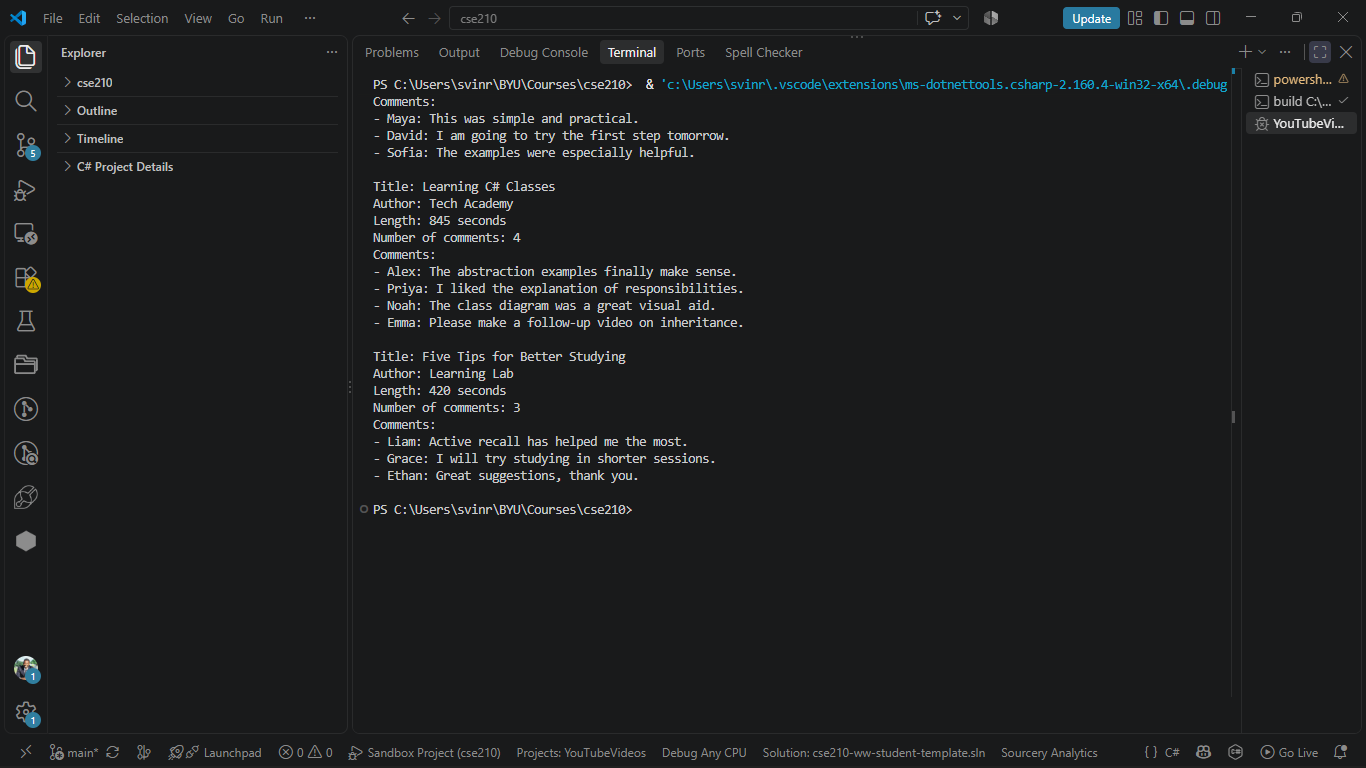 File Edit Selection View Go Run ··· cse210 Update
Explorer ···
cse210
Outline
Timeline
C# Project Details
5
1
1
Problems Output Debug Console Terminal Ports Spell Checker
PS C:\Users\svinr\BYU\Courses\cse210>  & 'c:\Users\svinr\.vscode\extensions\ms-dotnettools.csharp-2.160.4-win32-x64\.debug
Comments:
- Maya: This was simple and practical.
- David: I am going to try the first step tomorrow.
- Sofia: The examples were especially helpful.

Title: Learning C# Classes
Author: Tech Academy
Length: 845 seconds
Number of comments: 4
Comments:
- Alex: The abstraction examples finally make sense.
- Priya: I liked the explanation of responsibilities.
- Noah: The class diagram was a great visual aid.
- Emma: Please make a follow-up video on inheritance.

Title: Five Tips for Better Studying
Author: Learning Lab
Length: 420 seconds
Number of comments: 3
Comments:
- Liam: Active recall has helped me the most.
- Grace: I will try studying in shorter sessions.
- Ethan: Great suggestions, thank you.

PS C:\Users\svinr\BYU\Courses\cse210>
powersh...
build C:\...
YouTubeVi...
main* Launchpad 0 0 Sandbox Project (cse210) Projects: YouTubeVideos Debug Any CPU Solution: cse210-ww-student-template.sln Sourcery Analytics { } C# Go Live